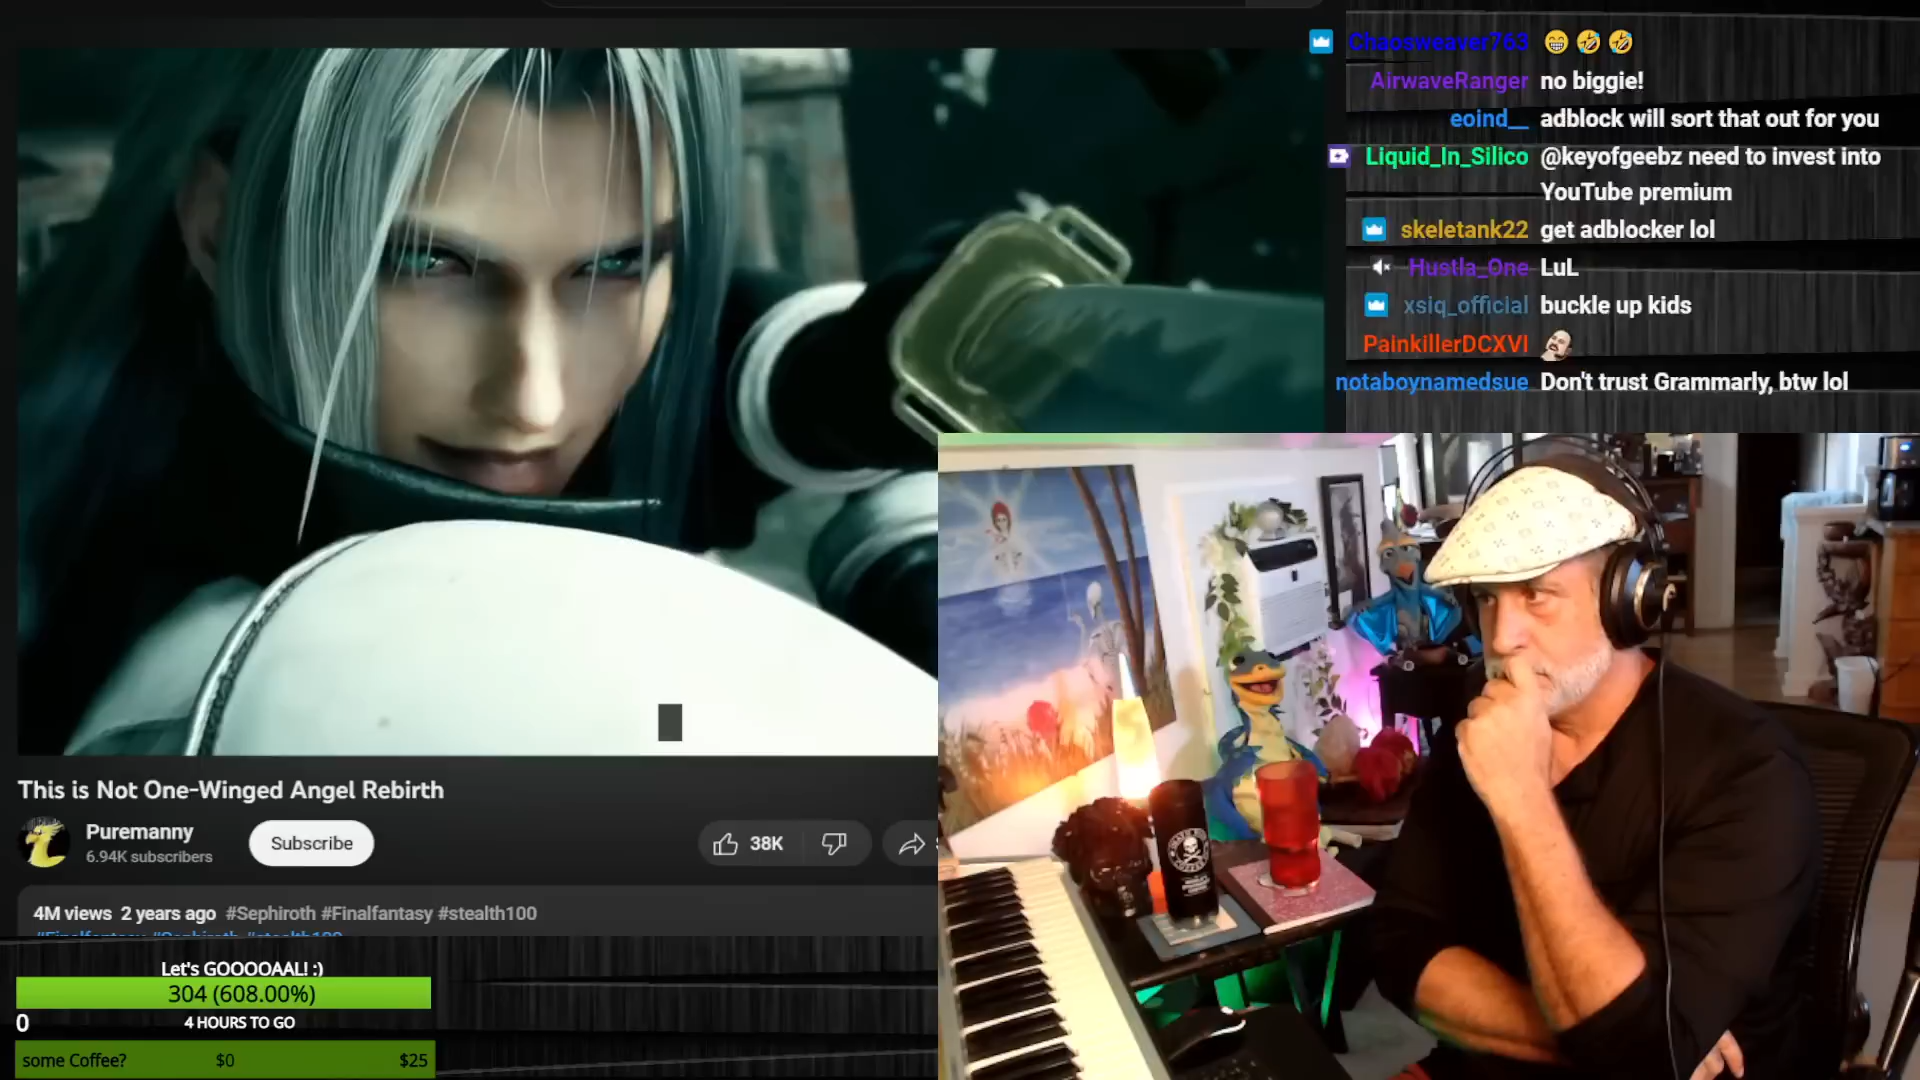 Chaosweaver763 😁🤣🤣
AirwaveRanger no biggie!
eoind__ adblock will sort that out for you
Liquid_In_Silico @keyofgeebz need to invest into
YouTube premium
skeletank22 get adblocker lol
Hustla_One LuL
xsiq_official buckle up kids
PainkillerDCXVI
notaboynamedsue Don't trust Grammarly, btw lol
This is Not One-Winged Angel Rebirth
Puremanny
6.94K subscribers
Subscribe
38K
4M views 2 years ago #Sephiroth #Finalfantasy #stealth100
#Finalfantasy #Sephiroth #stealth100
Let's GOOOOAAL! :)
304 (608.00%)
0
4 HOURS TO GO
some Coffee? $0 $25